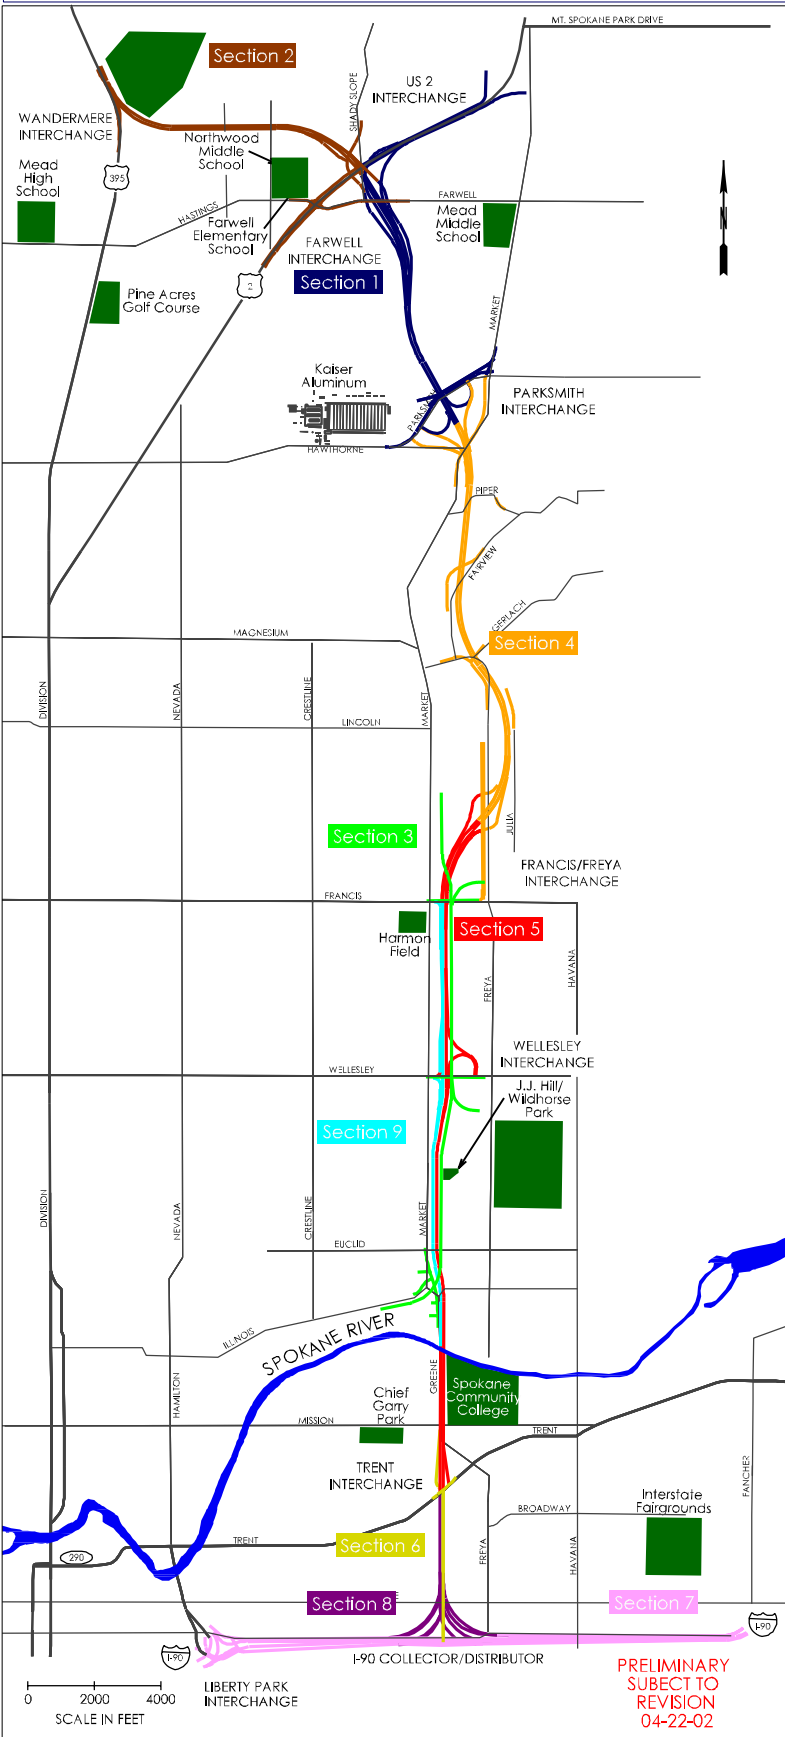 MT. SPOKANE PARK DRIVE
Section 2
US 2
INTERCHANGE
SHADY SLOPE
WANDERMERE
INTERCHANGE
Northwood
Middle
School
Mead
High
School
395
HASTINGS
FARWELL
Mead
Middle
School
N
Farwell
Elementary
School
FARWELL
INTERCHANGE
Section 1
2
Pine Acres
Golf Course
MARKET
Kaiser
Aluminum
PARKSMITH
PARKSMITH
INTERCHANGE
HAWTHORNE
PIPER
FAIRVIEW
GERLACH
MAGNESIUM
Section 4
DIVISION
NEVADA
CRESTLINE
MARKET
LINCOLN
JULIA
Section 3
FRANCIS/FREYA
INTERCHANGE
FRANCIS
Harmon
Field
Section 5
FREYA
HAVANA
WELLESLEY
INTERCHANGE
WELLESLEY
J.J. Hill/
Wildhorse
Park
Section 9
DIVISION
NEVADA
CRESTLINE
MARKET
EUCLID
ILLINOIS
SPOKANE RIVER
HAMILTON
GREENE
Spokane
Community
College
Chief
Garry
Park
MISSION
TRENT
TRENT
INTERCHANGE
FANCHER
Interstate
Fairgrounds
BROADWAY
TRENT
290
Section 6
FREYA
HAVANA
Section 8
Section 7
I-90
I-90
I-90 COLLECTOR/DISTRIBUTOR
LIBERTY PARK
INTERCHANGE
0 2000 4000
SCALE IN FEET
PRELIMINARY
SUBECT TO
REVISION
04-22-02